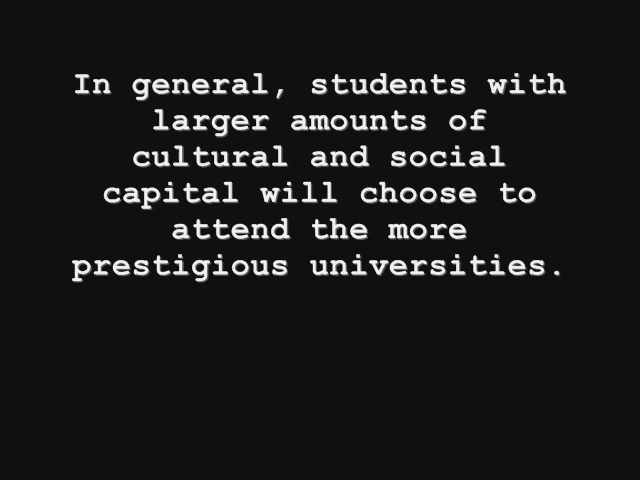 In general, students with
larger amounts of
cultural and social
capital will choose to
attend the more
prestigious universities.